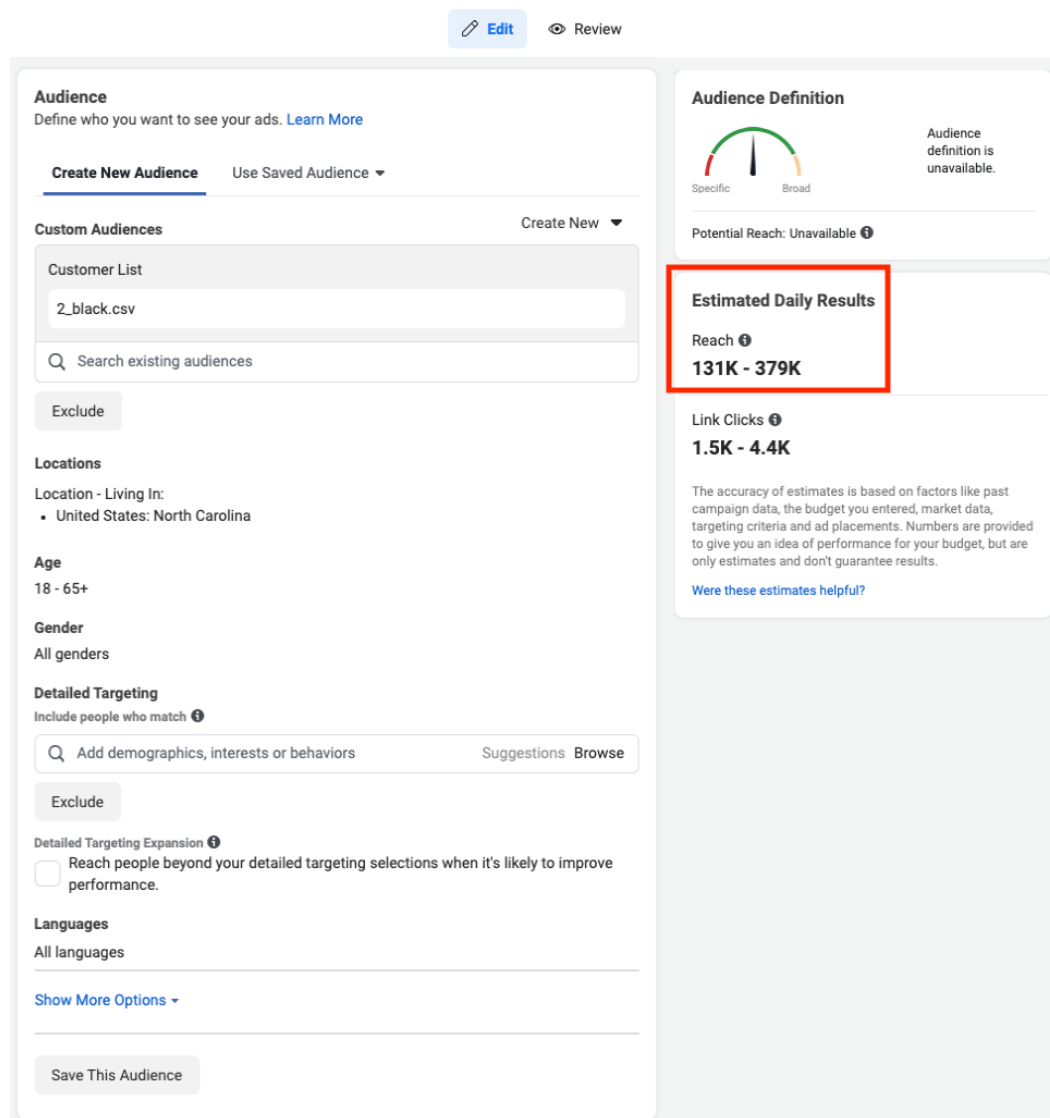 Edit
Review
Audience
Define who you want to see your ads. Learn More
Create New Audience
Use Saved Audience
Custom Audiences
Create New
Customer List
2_black.csv
Search existing audiences
Exclude
Locations
Location - Living In:
• United States: North Carolina
Age
18 - 65+
Gender
All genders
Detailed Targeting
Include people who match
Add demographics, interests or behaviors
Suggestions Browse
Exclude
Detailed Targeting Expansion
Reach people beyond your detailed targeting selections when it's likely to improve
performance.
Languages
All languages
Show More Options
Save This Audience
Audience Definition
Specific
Broad
Audience
definition is
unavailable.
Potential Reach: Unavailable
Estimated Daily Results
Reach
131K - 379K
Link Clicks
1.5K - 4.4K
The accuracy of estimates is based on factors like past
campaign data, the budget you entered, market data,
targeting criteria and ad placements. Numbers are provided
to give you an idea of performance for your budget, but are
only estimates and don't guarantee results.
Were these estimates helpful?